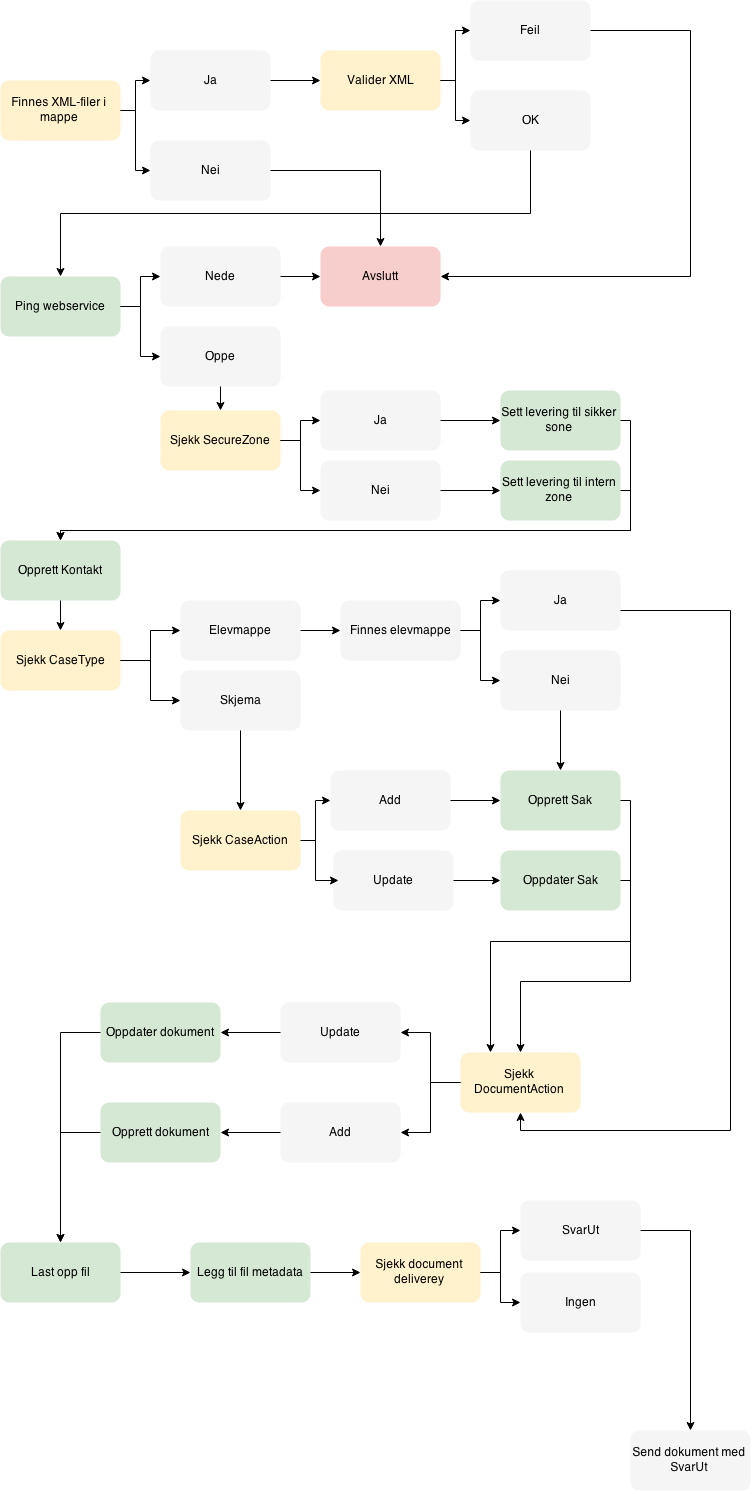 Feil
Ja
Valider XML
Finnes XML-filer i
mappe
OK
Nei
Nede
Avslutt
Ping webservice
Oppe
Sjekk SecureZone
Ja
Sett levering til sikker
sone
Nei
Sett levering til intern
zone
Opprett Kontakt
Sjekk CaseType
Elevmappe
Finnes elevmappe
Ja
Skjema
Nei
Sjekk CaseAction
Add
Opprett Sak
Update
Oppdater Sak
Oppdater dokument
Update
Sjekk
DocumentAction
Opprett dokument
Add
Last opp fil
Legg til fil metadata
Sjekk document
deliverey
SvarUt
Ingen
Send dokument med
SvarUt